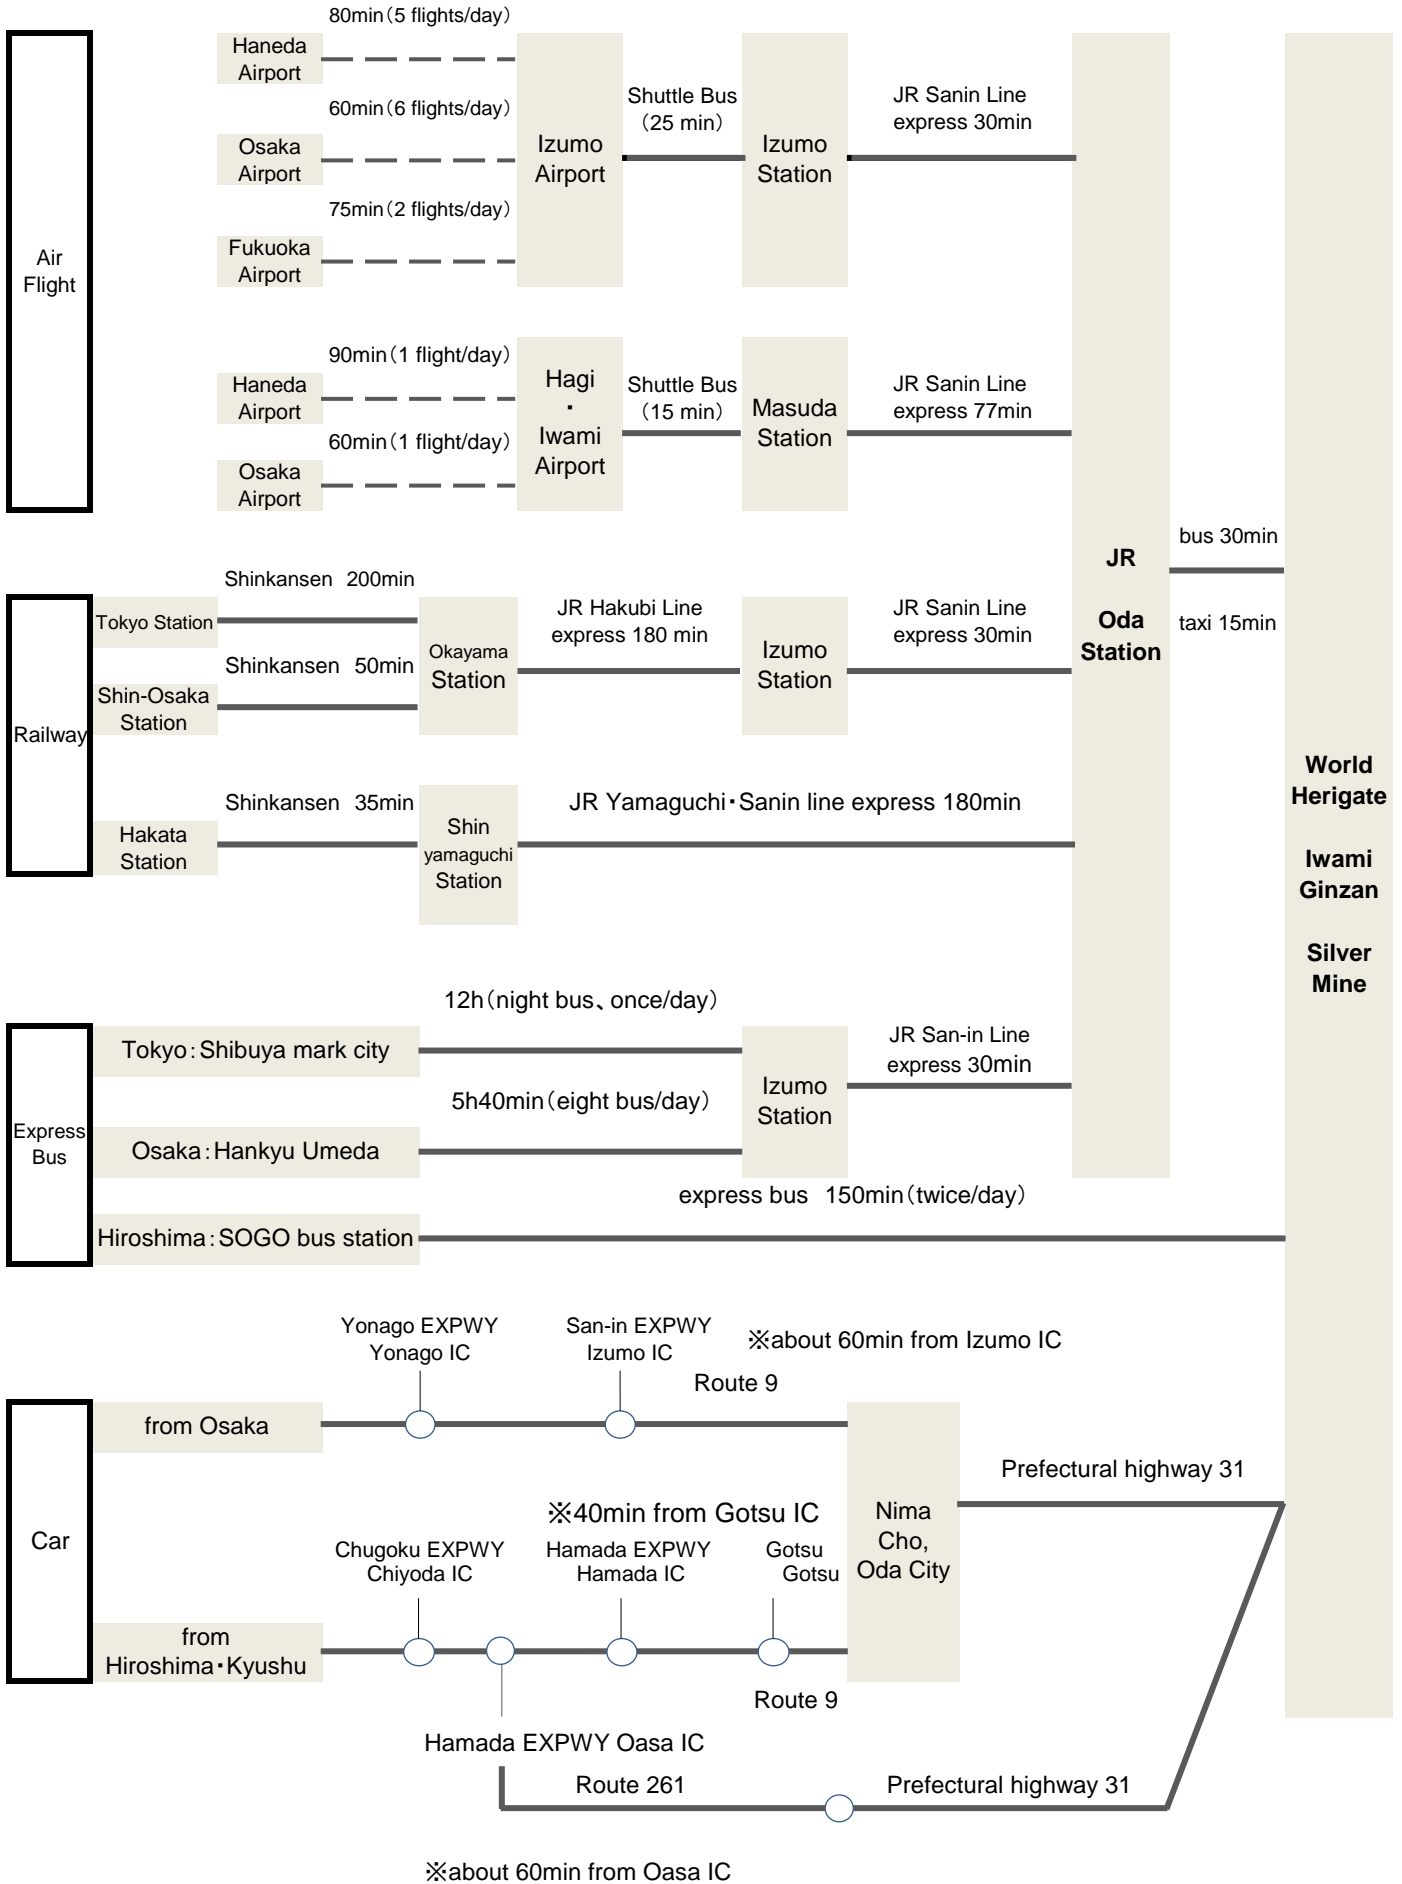 Air
Flight
80min（5 flights/day）
Haneda
Airport
60min（6 flights/day）
Osaka
Airport
75min（2 flights/day）
Fukuoka
Airport
Izumo
Airport
Shuttle Bus
（25 min）
Izumo
Station
JR Sanin Line
express 30min
90min（1 flight/day）
Haneda
Airport
60min（1 flight/day）
Osaka
Airport
Hagi
・
Iwami
Airport
Shuttle Bus
（15 min）
Masuda
Station
JR Sanin Line
express 77min
JR
Oda
Station
bus 30min
taxi 15min
World
Herigate
Iwami
Ginzan
Silver
Mine
Railway
Shinkansen 200min
Tokyo Station
Shinkansen 50min
Shin-Osaka
Station
Okayama
Station
JR Hakubi Line
express 180 min
Izumo
Station
JR Sanin Line
express 30min
Shinkansen 35min
Hakata
Station
Shin
yamaguchi
Station
JR Yamaguchi・Sanin line express 180min
Express
Bus
12h（night bus、once/day）
Tokyo：Shibuya mark city
5h40min（eight bus/day）
Osaka：Hankyu Umeda
Izumo
Station
JR San-in Line
express 30min
express bus 150min（twice/day）
Hiroshima：SOGO bus station
Car
Yonago EXPWY
Yonago IC
San-in EXPWY
Izumo IC
※about 60min from Izumo IC
Route 9
from Osaka
※40min from Gotsu IC
Chugoku EXPWY
Chiyoda IC
Hamada EXPWY
Hamada IC
Gotsu
Gotsu
Nima
Cho,
Oda City
Prefectural highway 31
from
Hiroshima・Kyushu
Route 9
Hamada EXPWY Oasa IC
Route 261
Prefectural highway 31
※about 60min from Oasa IC